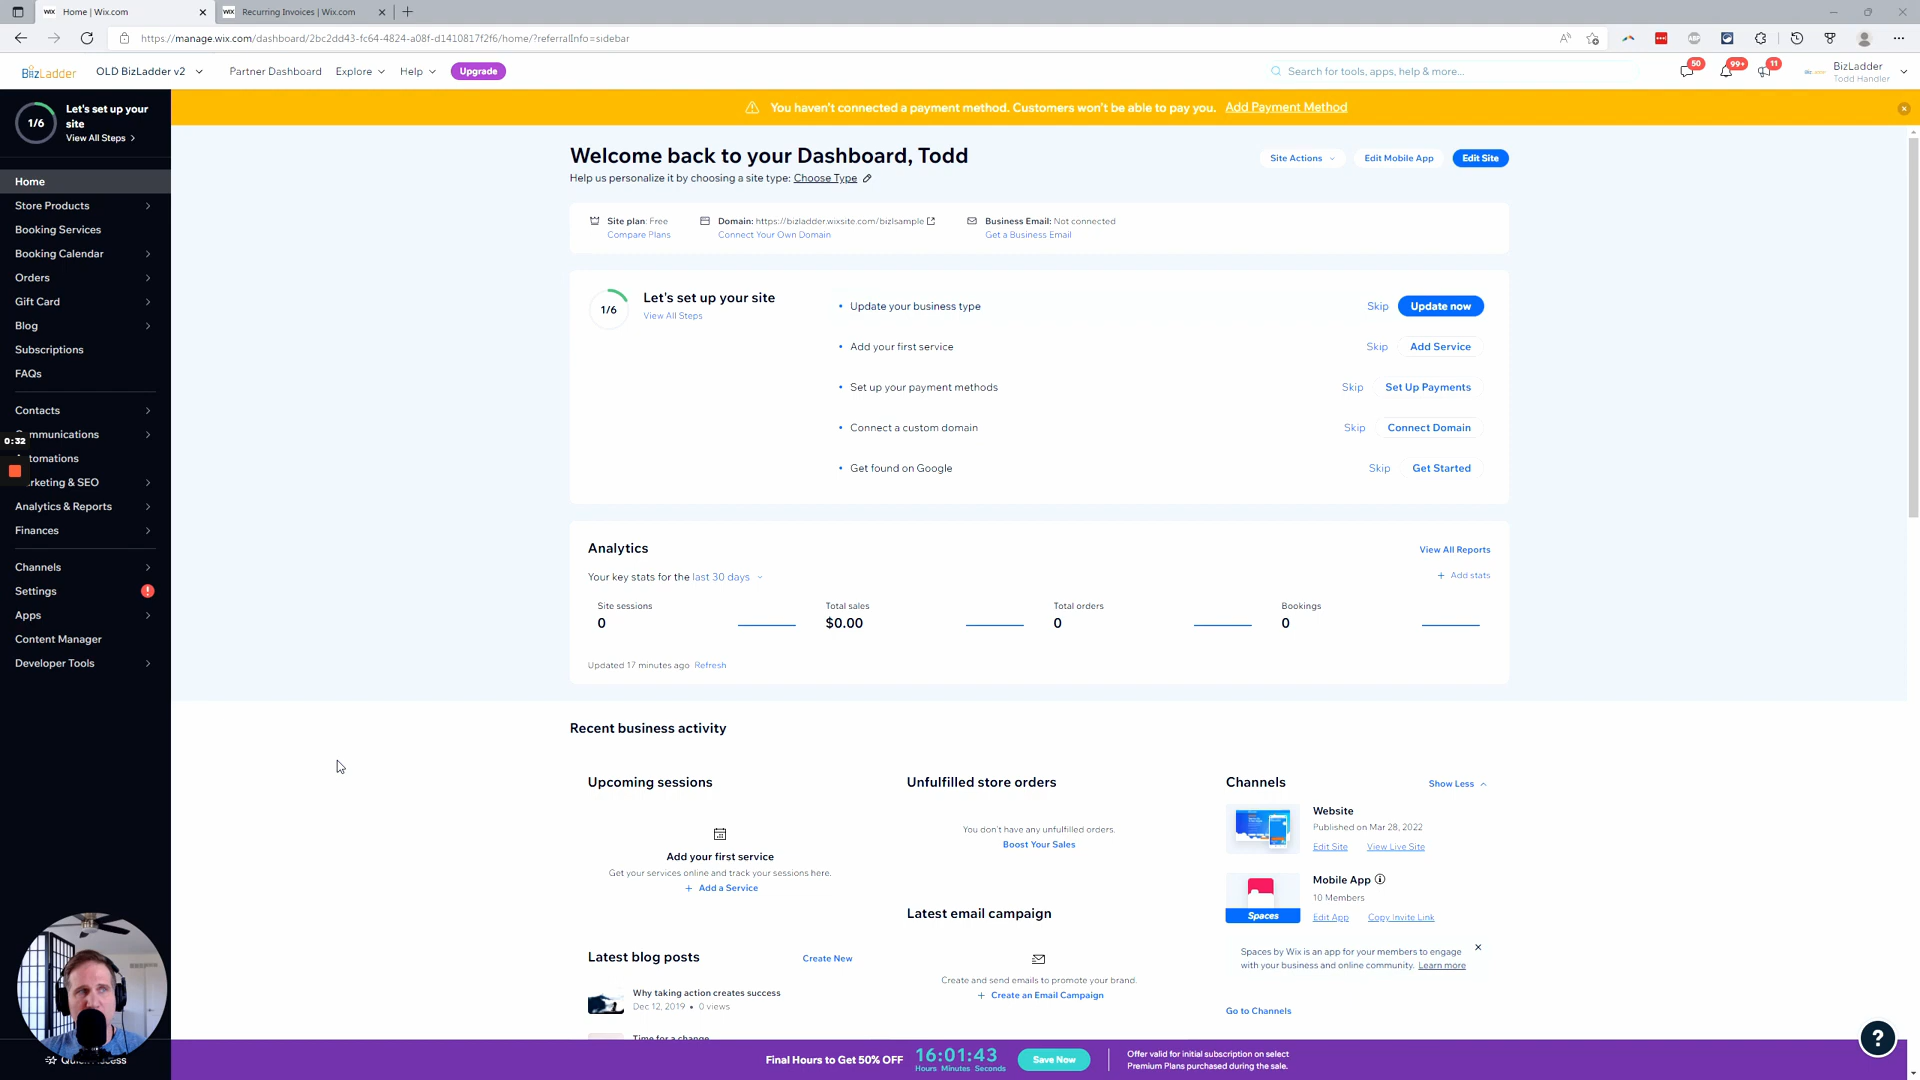 Home | Wix.com
Recurring Invoices | Wix.com
https://manage.wix.com/dashboard/2bc2dd43-fc64-4824-a08f-d1410817f2f6/home/?referralInfo=sidebar
BizLadder
OLD BizLadder v2
Partner Dashboard
Explore
Help
Upgrade
Search for tools, apps, help & more...
50
99+
11
BizLadder
Todd Handler
1/6
Let's set up your
site
View All Steps
You haven't connected a payment method. Customers won't be able to pay you. Add Payment Method
Home
Store Products
Booking Services
Booking Calendar
Orders
Gift Card
Blog
Subscriptions
FAQs
Contacts
mmunications
0:32
tomations
rketing & SEO
Analytics & Reports
Finances
Channels
Settings
Apps
Content Manager
Developer Tools
Welcome back to your Dashboard, Todd
Help us personalize it by choosing a site type: Choose Type
Site Actions
Edit Mobile App
Edit Site
Site plan: Free
Compare Plans
Domain: https://bizladder.wixsite.com/bizlsample
Connect Your Own Domain
Business Email: Not connected
Get a Business Email
1/6
Let's set up your site
View All Steps
Update your business type
Skip
Update now
Add your first service
Skip
Add Service
Set up your payment methods
Skip
Set Up Payments
Connect a custom domain
Skip
Connect Domain
Get found on Google
Skip
Get Started
Analytics
View All Reports
Your key stats for the last 30 days
+ Add stats
Site sessions
0
Total sales
$0.00
Total orders
0
Bookings
0
Updated 17 minutes ago Refresh
Recent business activity
Upcoming sessions
Add your first service
Get your services online and track your sessions here.
+ Add a Service
Unfulfilled store orders
You don't have any unfulfilled orders.
Boost Your Sales
Latest email campaign
Create and send emails to promote your brand.
+ Create an Email Campaign
Channels
Show Less
Website
Published on Mar 28, 2022
Edit Site
View Live Site
Mobile App
10 Members
Spaces
Edit App
Copy Invite Link
Spaces by Wix is an app for your members to engage
with your business and online community. Learn more
Go to Channels
Latest blog posts
Create New
Why taking action creates success
Dec 12, 2019 • 0 views
Time for a change
Final Hours to Get 50% OFF
16:01:43
Hours Minutes Seconds
Save Now
Offer valid for initial subscription on select
Premium Plans purchased during the sale.
?